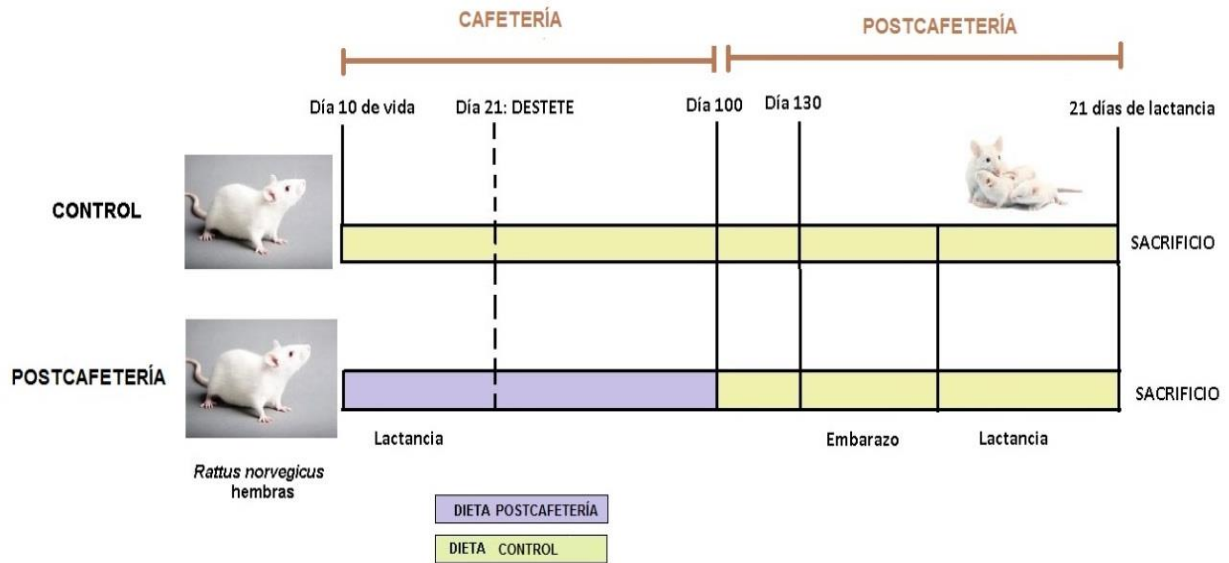 CAFETERÍA
POSTCAFETERÍA
Día 10 de vida
Día 21: DESTETE
Día 100
Día 130
21 días de lactancia
CONTROL
SACRIFICIO
POSTCAFETERÍA
SACRIFICIO
Lactancia
Embarazo
Lactancia
Rattus norvegicus
hembras
DIETA POSTCAFETERÍA
DIETA CONTROL